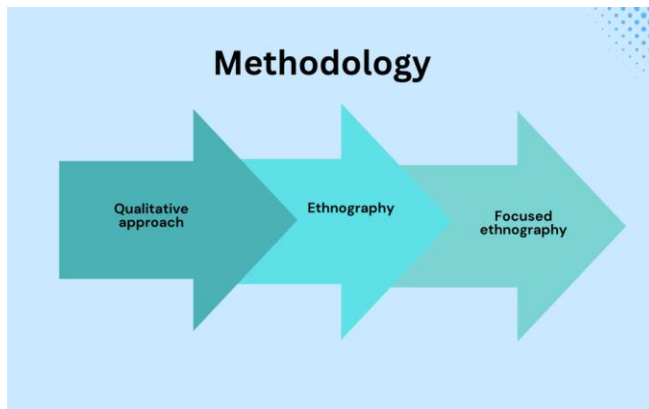 Methodology
Qualitative
approach
Ethnography
Focused
ethnography